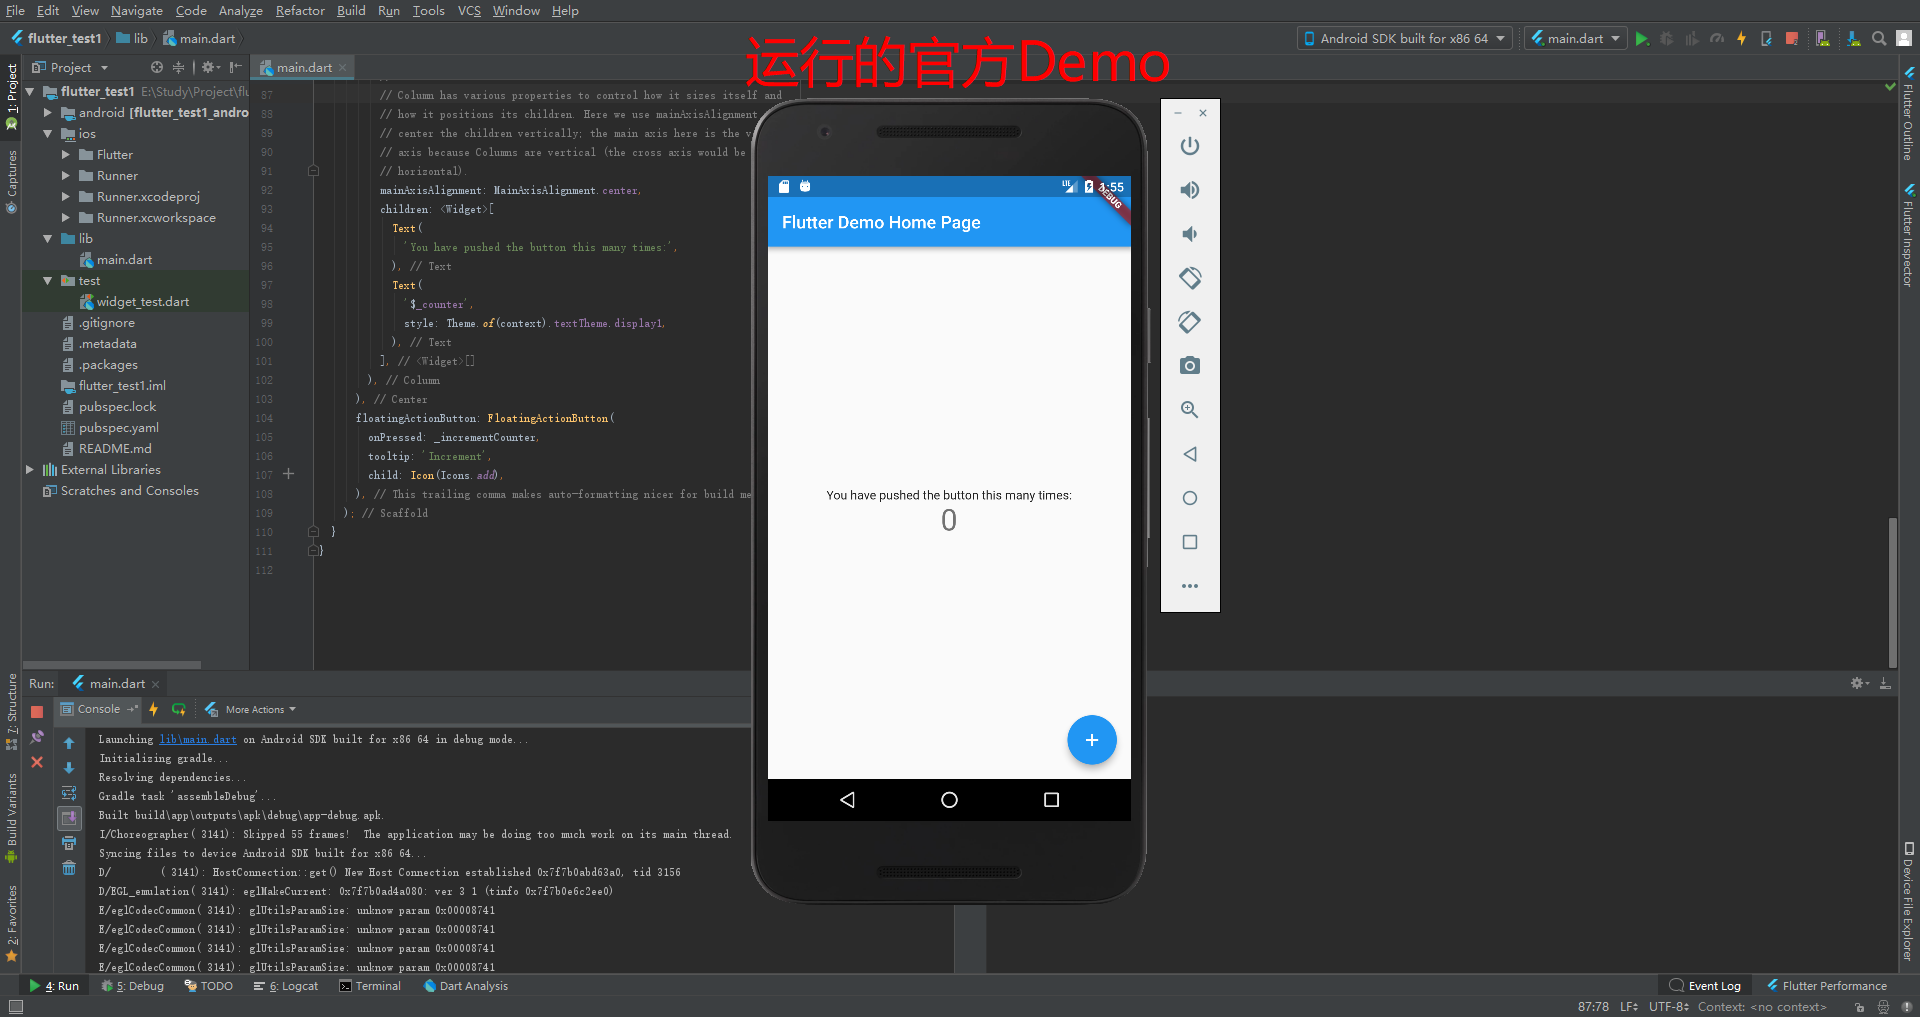 File Edit View Navigate Code Analyze Refactor Build Run Tools VCS Window Help
flutter_test1 lib main.dart
Android SDK built for x86 64
main.dart
运行的官方Demo
Project
main.dart
1: Project
Captures
7: Structure
Build Variants
2: Favorites
flutter_test1 E:\Study\Project\flu
android [flutter_test1_andro
ios
Flutter
Runner
Runner.xcodeproj
Runner.xcworkspace
lib
main.dart
test
widget_test.dart
.gitignore
.metadata
.packages
flutter_test1.iml
pubspec.lock
pubspec.yaml
README.md
External Libraries
Scratches and Consoles
87 // Column has various properties to control how it sizes itself and
88 // how it positions its children. Here we use mainAxisAlignment
89 // center the children vertically; the main axis here is the v
90 // axis because Columns are vertical (the cross axis would be
91 // horizontal).
92 mainAxisAlignment: MainAxisAlignment.center,
93 children: <Widget>[
94 Text(
95 'You have pushed the button this many times:',
96 ), // Text
97 Text(
98 '$_counter',
99 style: Theme.of(context).textTheme.display1,
100 ), // Text
101 ], // <Widget>[]
102 ), // Column
103 ), // Center
104 floatingActionButton: FloatingActionButton(
105 onPressed: _incrementCounter,
106 tooltip: 'Increment',
107 child: Icon(Icons.add),
108 ), // This trailing comma makes auto-formatting nicer for build me
109 ); // Scaffold
110 }
111 }
112
LTE 1:55
DEBUG
Flutter Demo Home Page
You have pushed the button this many times:
0
Flutter Outline
Flutter Inspector
Device File Explorer
Run: main.dart
Console More Actions
Launching lib\main.dart on Android SDK built for x86 64 in debug mode...
Initializing gradle...
Resolving dependencies...
Gradle task 'assembleDebug'...
Built build\app\outputs\apk\debug\app-debug.apk.
I/Choreographer( 3141): Skipped 55 frames! The application may be doing too much work on its main thread.
Syncing files to device Android SDK built for x86 64...
D/ ( 3141): HostConnection::get() New Host Connection established 0x7f7b0abd63a0, tid 3156
D/EGL_emulation( 3141): eglMakeCurrent: 0x7f7b0ad4a080: ver 3 1 (tinfo 0x7f7b0e6c2ee0)
E/eglCodecCommon( 3141): glUtilsParamSize: unknow param 0x00008741
E/eglCodecCommon( 3141): glUtilsParamSize: unknow param 0x00008741
E/eglCodecCommon( 3141): glUtilsParamSize: unknow param 0x00008741
E/eglCodecCommon( 3141): glUtilsParamSize: unknow param 0x00008741
4: Run 5: Debug TODO 6: Logcat Terminal Dart Analysis
Event Log Flutter Performance
87:78 LF UTF-8 Context: <no context>